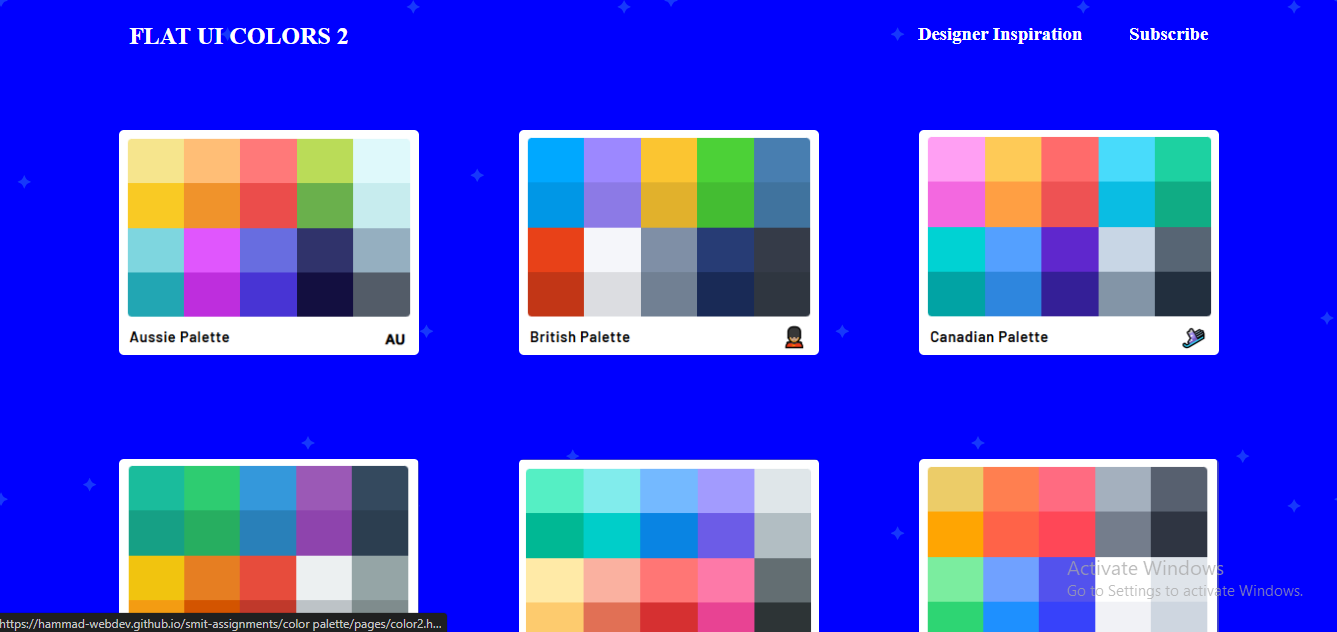 FLAT UI COLORS 2
Designer Inspiration
Subscribe
Aussie Palette
AU
British Palette
Canadian Palette
Activate Windows
Go to Settings to activate Windows.
https://hammad-webdev.github.io/smit-assignments/color palette/pages/color2.h...